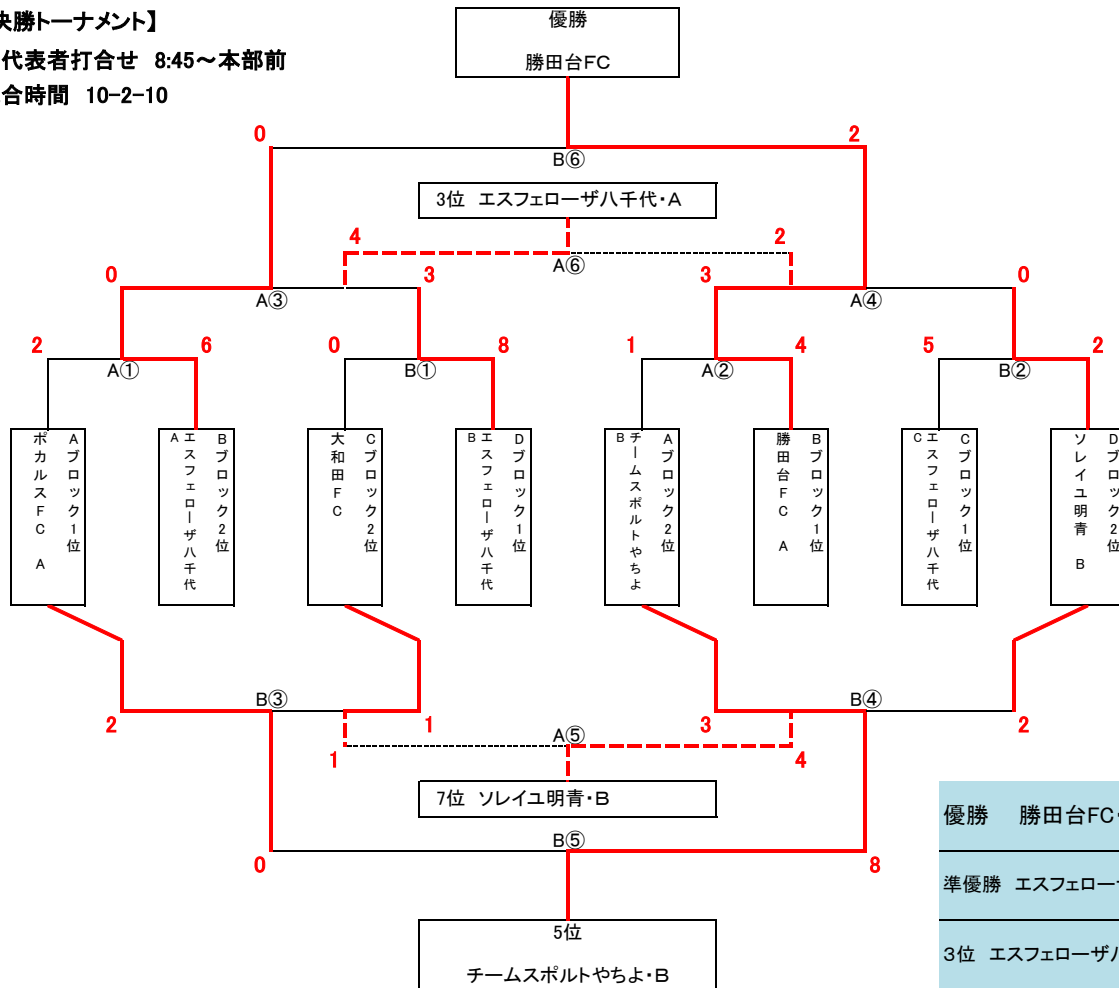 決勝トーナメント】
代表者打合せ 8:45～本部前
合時間 10-2-10
優勝
勝田台FC
0
2
B⑥
3位 エスフェローザ八千代・A
4
2
A⑥
0
3
3
0
A③
A④
2
6
0
8
1
4
5
2
A①
B①
A②
B②
Aブロック1位
ポカルスFC A
Bブロック2位
エスフェローザ八千代
A
Cブロック2位
大和田FC
Dブロック1位
エスフェローザ八千代
B
Aブロック2位
チームスポルトやちよ
B
Bブロック1位
勝田台FC A
Cブロック1位
エスフェローザ八千代
C
Dブロック2位
ソレイユ明青 B
B③
B④
2
1
3
2
A⑤
1
4
7位 ソレイユ明青・B
B⑤
0
8
5位
チームスポルトやちよ・B
優勝 勝田台FC・
準優勝 エスフェロー
3位 エスフェローザ